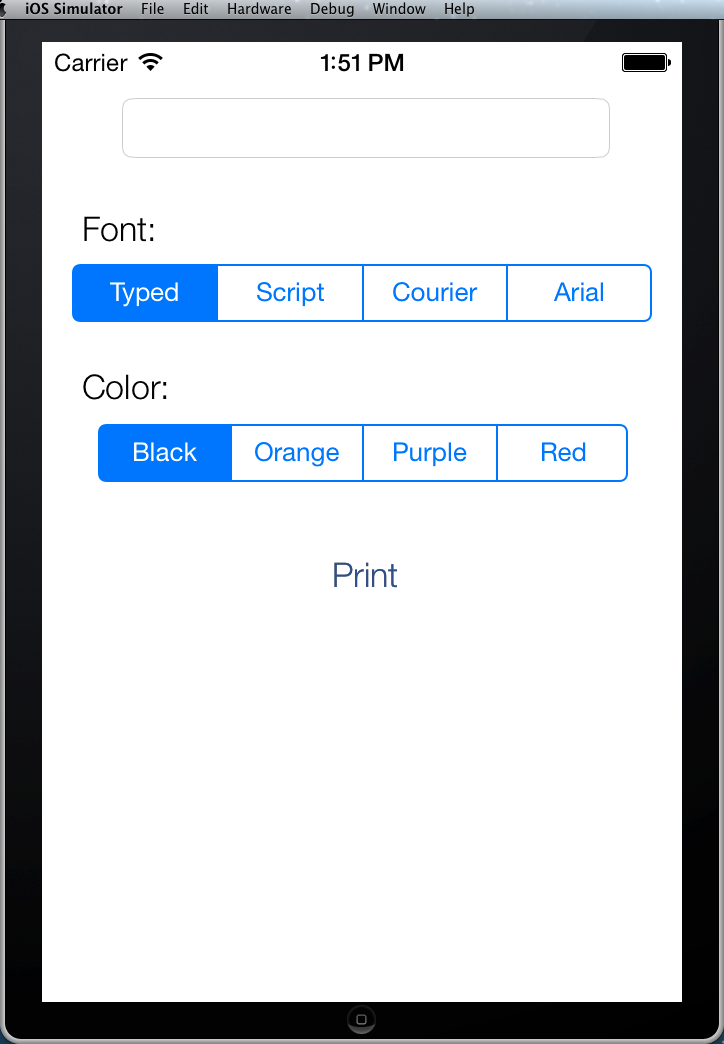 iOS Simulator File Edit Hardware Debug Window Help
Carrier 1:51 PM
Font:
Typed Script Courier Arial
Color:
Black Orange Purple Red
Print